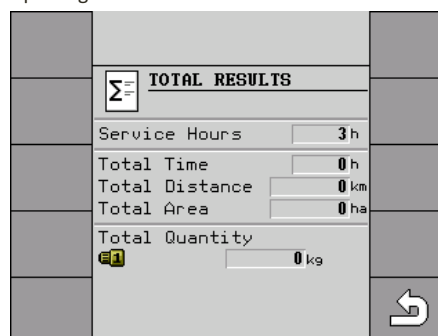 Σ TOTAL RESULTS
Service Hours 3 h
Total Time 0 h
Total Distance 0 km
Total Area 0 ha
Total Quantity
1 0 kg